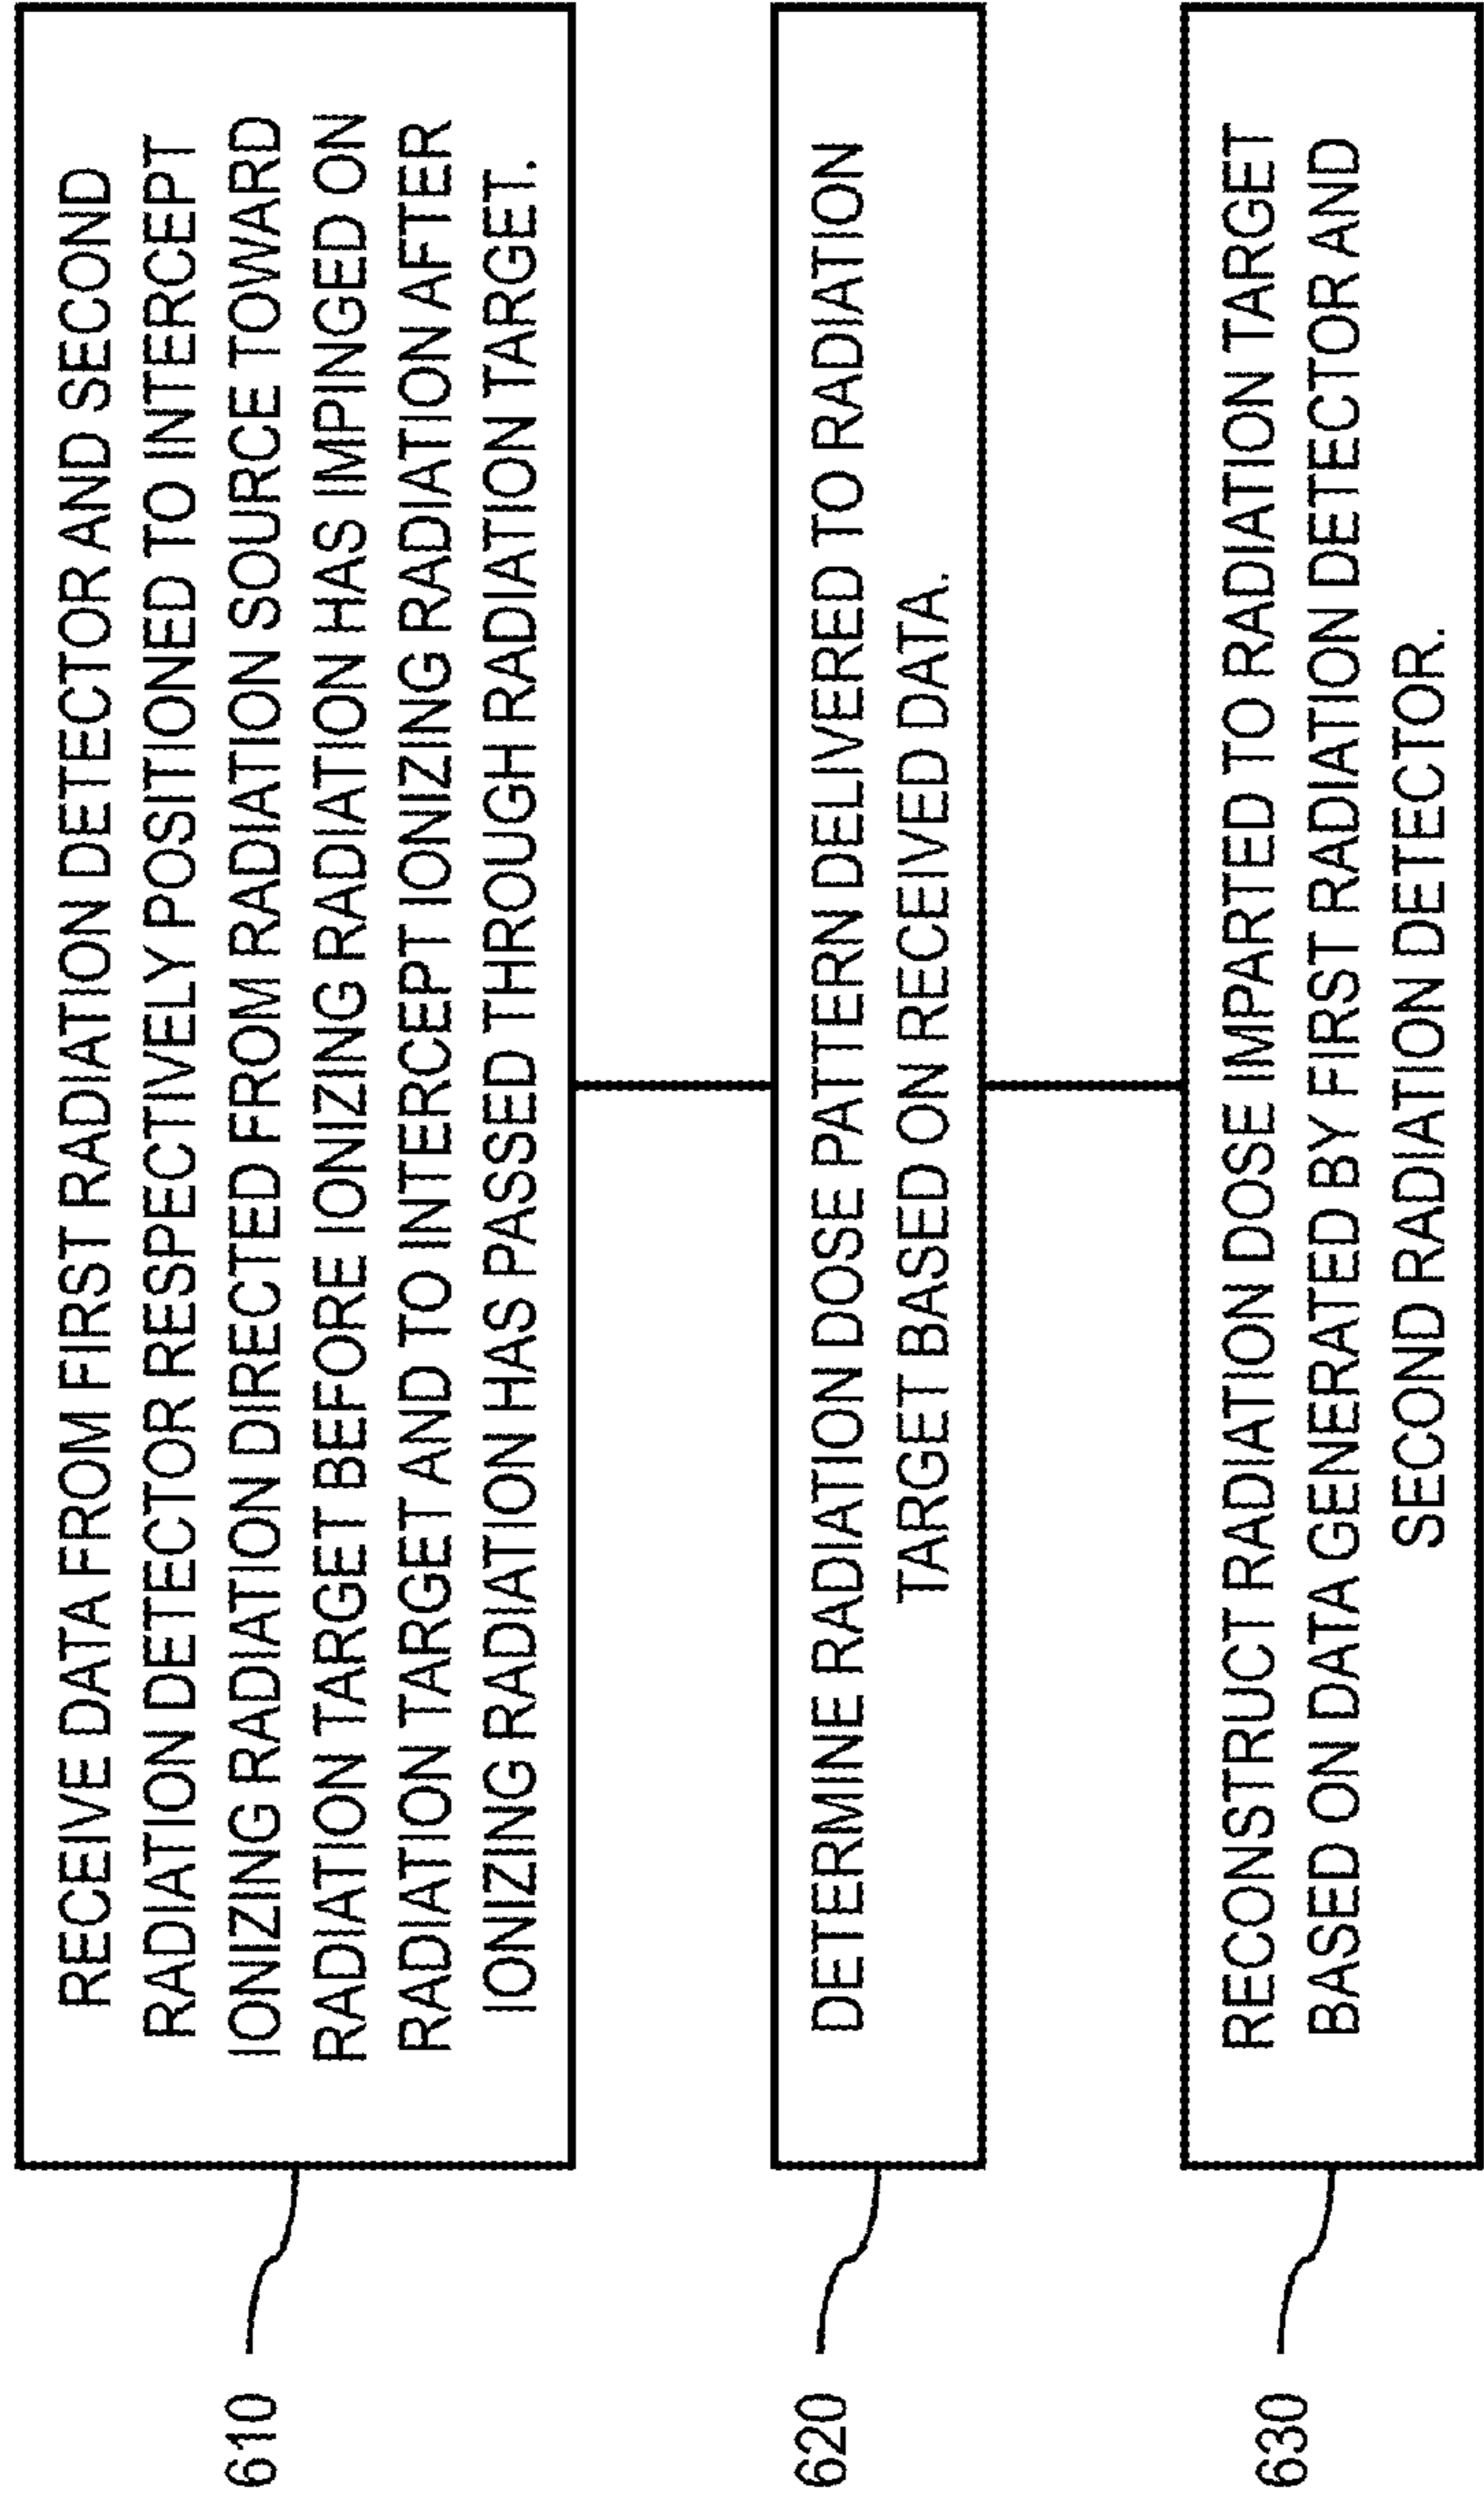 610
RECEIVE DATA FROM FIRST RADIATION DETECTOR AND SECOND
RADIATION DETECTOR RESPECTIVELY POSITIONED TO INTERCEPT
IONIZING RADIATION DIRECTED FROM RADIATION SOURCE TOWARD
RADIATION TARGET BEFORE IONIZING RADIATION HAS IMPINGED ON
RADIATION TARGET AND TO INTERCEPT IONIZING RADIATION AFTER
IONIZING RADIATION HAS PASSED THROUGH RADIATION TARGET.
620
DETERMINE RADIATION DOSE PATTERN DELIVERED TO RADIATION
TARGET BASED ON RECEIVED DATA.
630
RECONSTRUCT RADIATION DOSE IMPARTED TO RADIATION TARGET
BASED ON DATA GENERATED BY FIRST RADIATION DETECTOR AND
SECOND RADIATION DETECTOR.